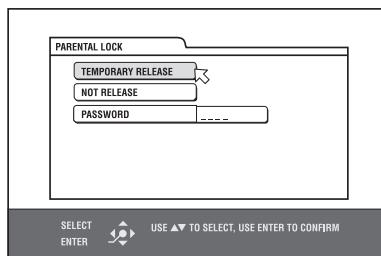 PARENTAL LOCK
TEMPORARY RELEASE
NOT RELEASE
PASSWORD _ _ _ _
SELECT
ENTER
USE ▲▼ TO SELECT, USE ENTER TO CONFIRM